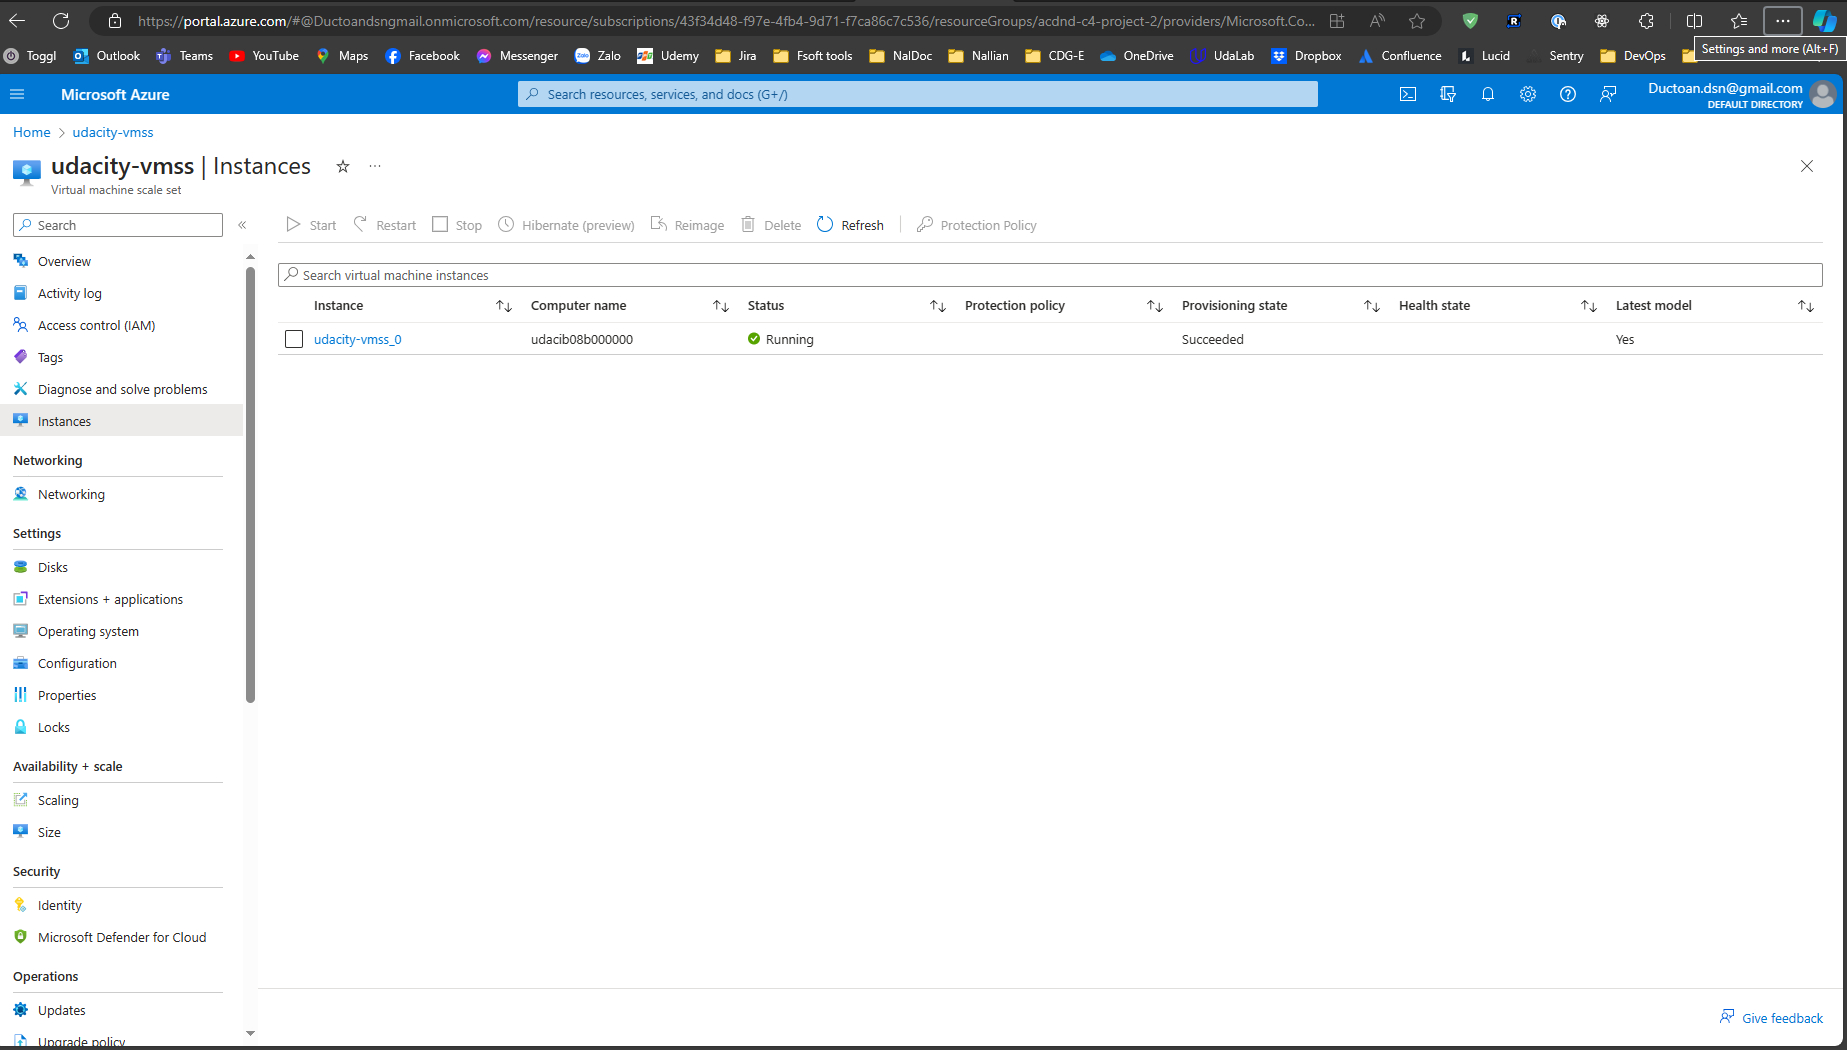 https://portal.azure.com/#@Ductoandsngmail.onmicrosoft.com/resource/subscriptions/43f34d48-f97e-4fb4-9d71-f7ca86c7c536/resourceGroups/acdnd-c4-project-2/providers/Microsoft.Co...
Toggl Outlook Teams YouTube Maps Facebook Messenger Zalo Udemy Jira Fsoft tools NalDoc Nallian CDG-E OneDrive UdaLab Dropbox Confluence Lucid Sentry DevOps
Settings and more (Alt+F)
Microsoft Azure
Search resources, services, and docs (G+/)
Ductoan.dsn@gmail.com
DEFAULT DIRECTORY
Home > udacity-vmss
udacity-vmss | Instances
Virtual machine scale set
Search
Start Restart Stop Hibernate (preview) Reimage Delete Refresh Protection Policy
Search virtual machine instances
Instance Computer name Status Protection policy Provisioning state Health state Latest model
udacity-vmss_0 udacib08b000000 Running Succeeded Yes
Overview
Activity log
Access control (IAM)
Tags
Diagnose and solve problems
Instances
Networking
Networking
Settings
Disks
Extensions + applications
Operating system
Configuration
Properties
Locks
Availability + scale
Scaling
Size
Security
Identity
Microsoft Defender for Cloud
Operations
Updates
Upgrade policy
Give feedback